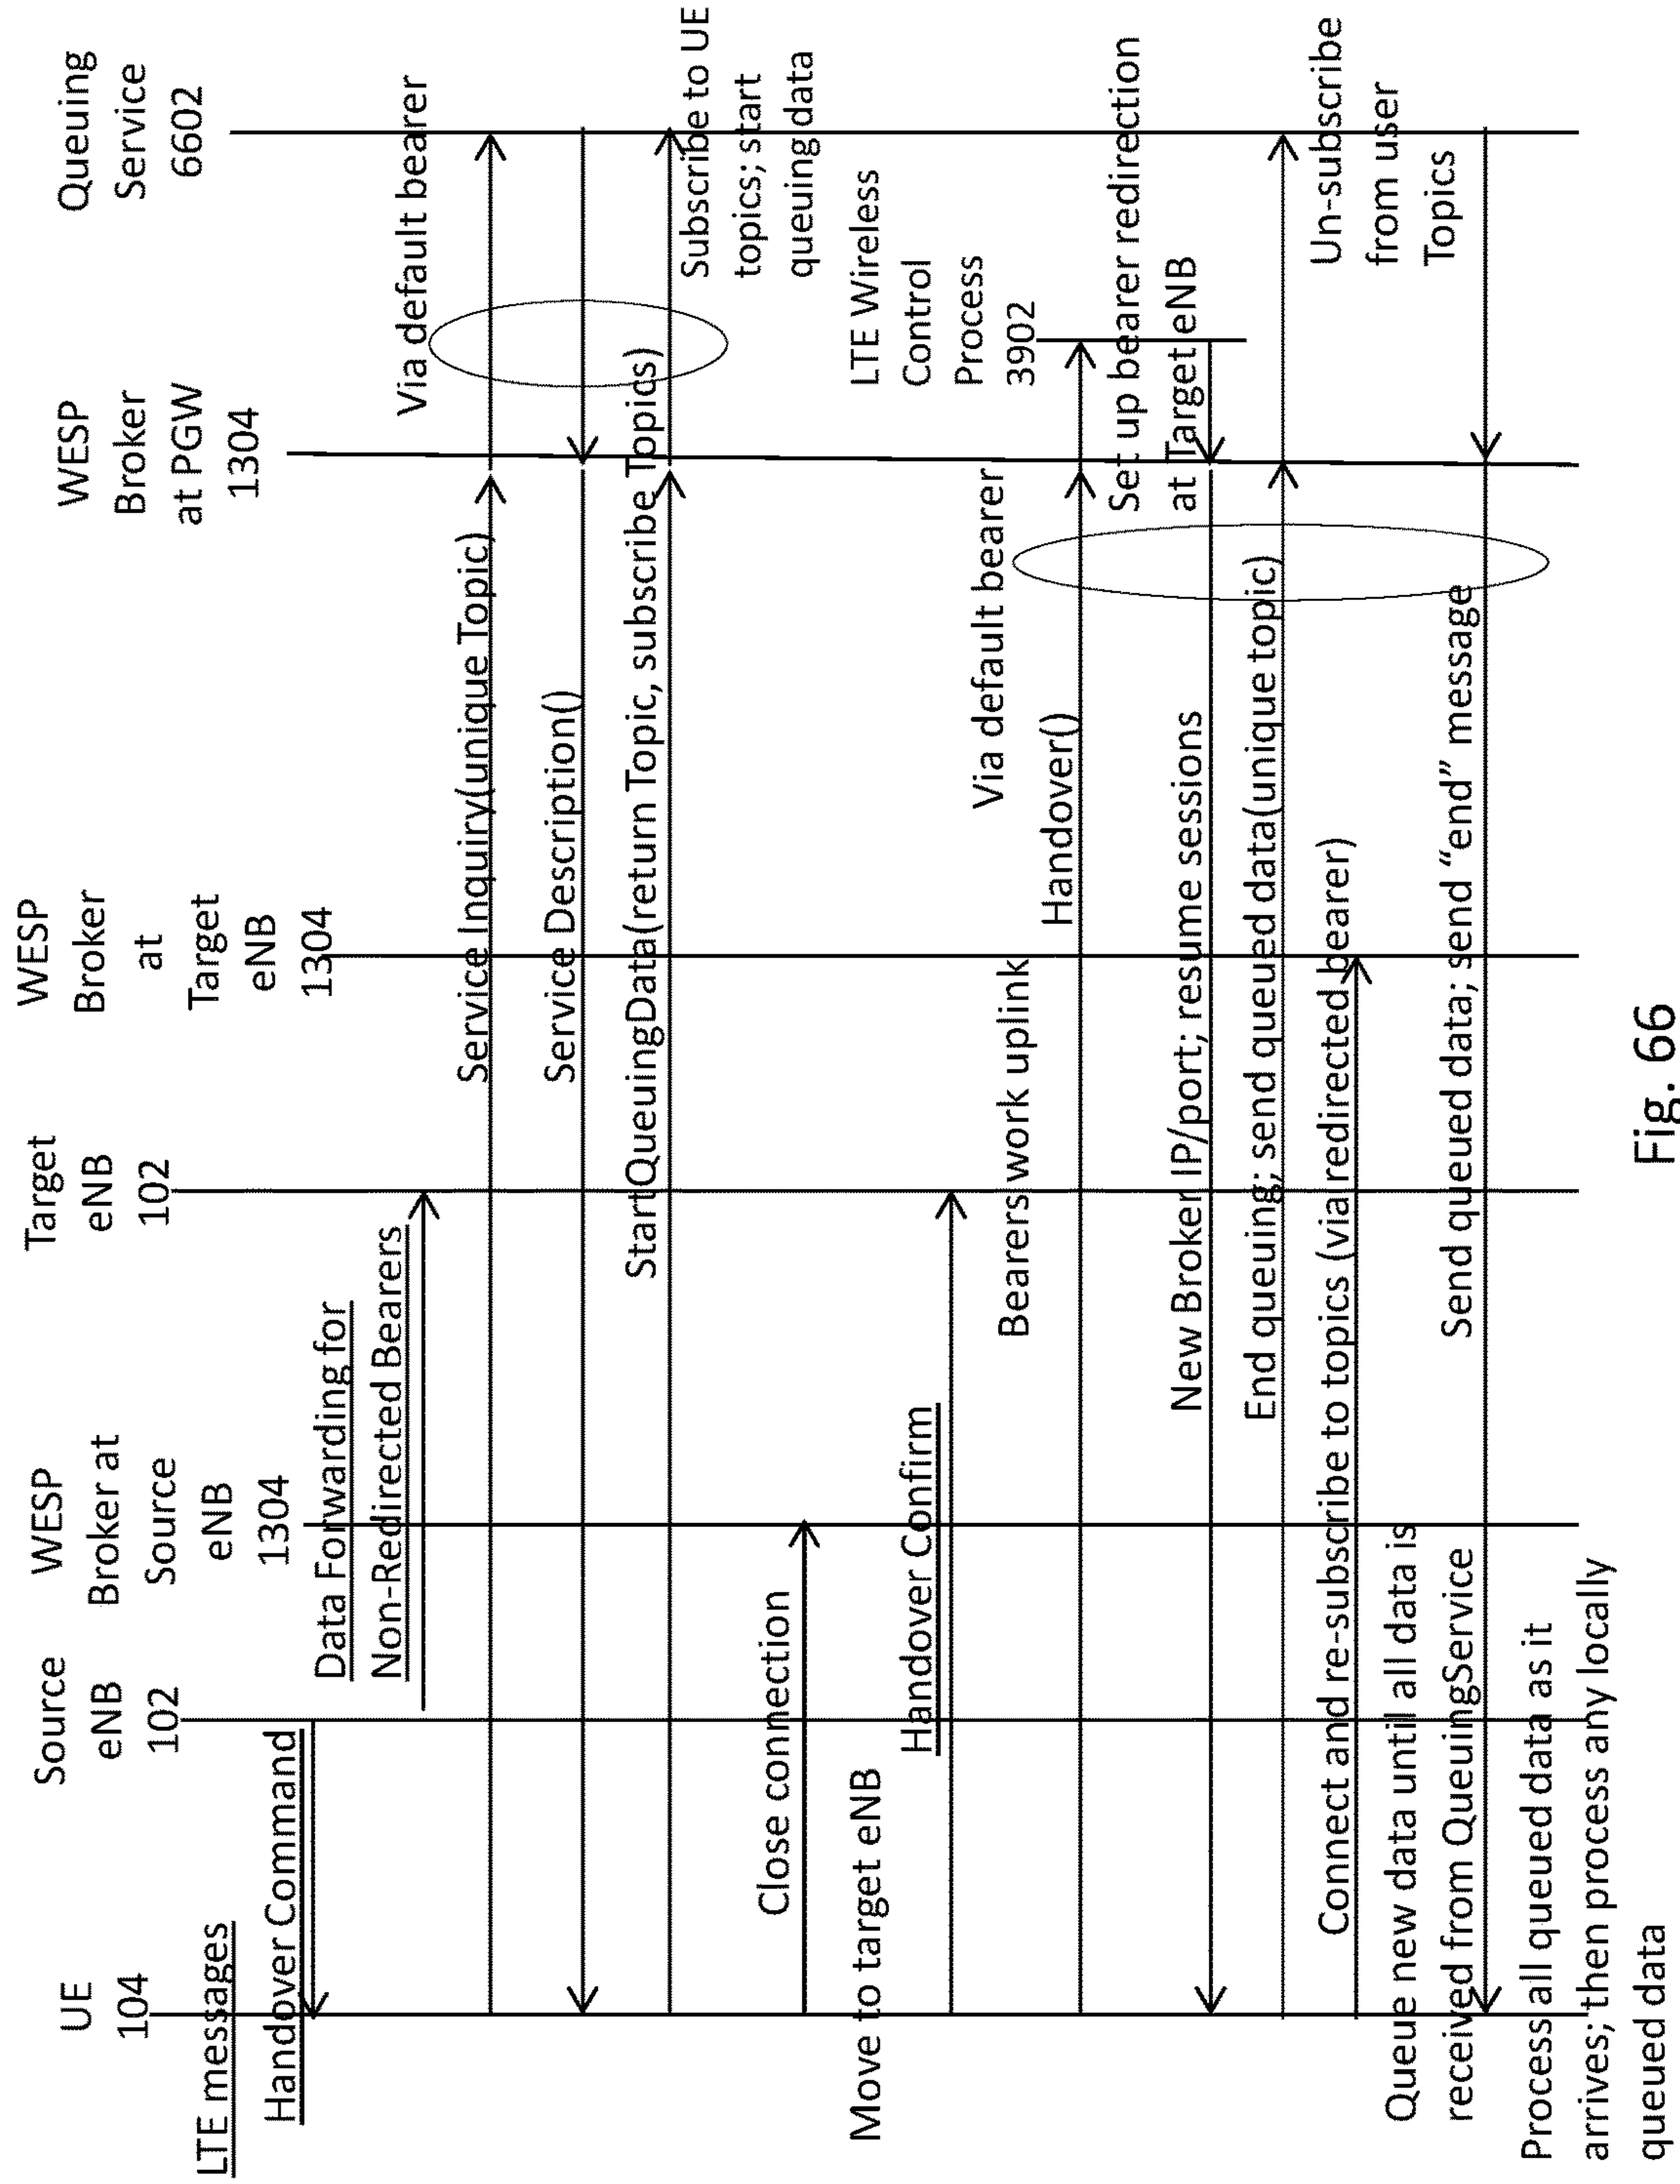 UE
104
Source
eNB
102
WESP
Broker at
Source
eNB
1304
Target
eNB
102
WESP
Broker
at
Target
eNB
1304
WESP
Broker
at PGW
1304
Queuing
Service
6602
LTE messages
Handover Command
Data Forwarding for
Non-Redirected Bearers
Via default bearer
Service Inquiry(unique Topic)
Service Description()
StartQueuingData(return Topic, subscribe Topics)
Subscribe to UE
topics; start
queuing data
Close connection
Move to target eNB
LTE Wireless
Control
Process
3902
Handover Confirm
Via default bearer
Bearers work uplink
Handover()
Set up bearer redirection
at Target eNB
New Broker IP/port; resume sessions
End queuing; send queued data(unique topic)
Un-subscribe
from user
Topics
Connect and re-subscribe to topics (via redirected bearer)
Queue new data until all data is
received from QueuingService
Send queued data; send “end” message
Process all queued data as it
arrives; then process any locally
queued data
Fig. 66